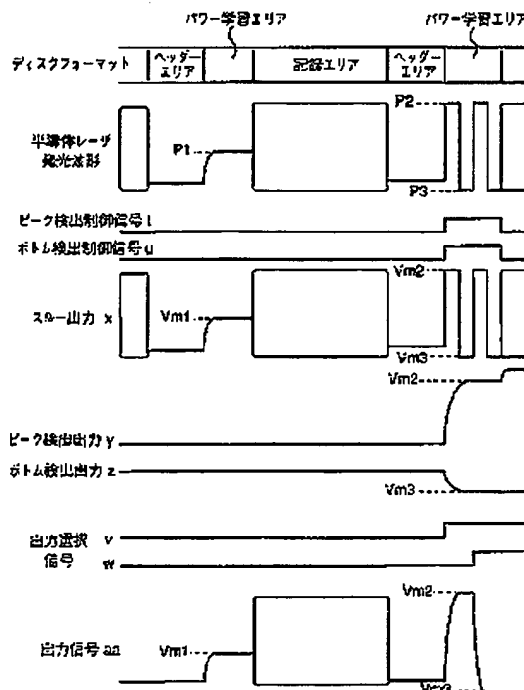 パワー学習エリア パワー学習エリア
ディスクフォーマット ヘッダーエリア 記録エリア ヘッダーエリア
P2
半導体レーザ
発光波形
P1
P3
ピーク検出制御信号 t
ボトム検出制御信号 u
Vm2
スルー出力 x
Vm1
Vm3
Vm2
ピーク検出出力 y
ボトム検出出力 z
Vm3
出力選択 v
信号 w
Vm2
出力信号 aa
Vm1
Vm3